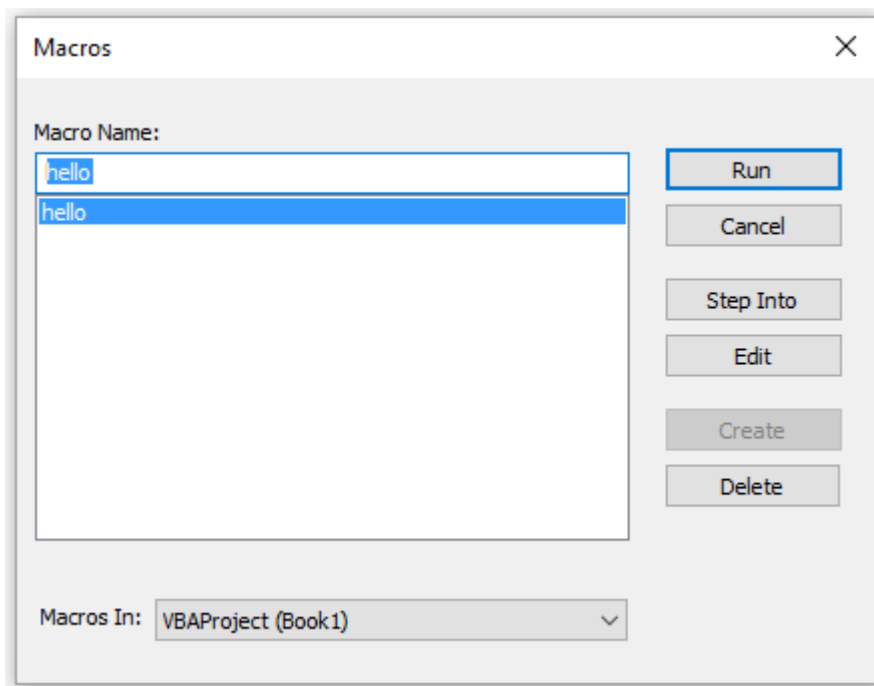 Macros
Macro Name:
hello
hello
Run
Cancel
Step Into
Edit
Create
Delete
Macros In: VBAProject (Book1)